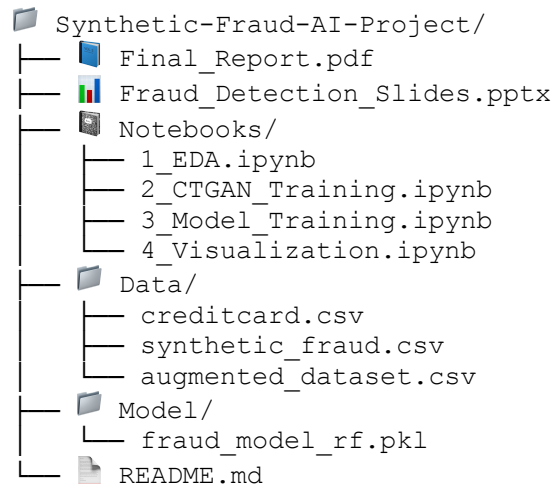 Synthetic-Fraud-AI-Project/
├── Final_Report.pdf
├── Fraud_Detection_Slides.pptx
├── Notebooks/
│   ├── 1_EDA.ipynb
│   ├── 2_CTGAN_Training.ipynb
│   ├── 3_Model_Training.ipynb
│   └── 4_Visualization.ipynb
├── Data/
│   ├── creditcard.csv
│   ├── synthetic_fraud.csv
│   └── augmented_dataset.csv
├── Model/
│   └── fraud_model_rf.pkl
└── README.md